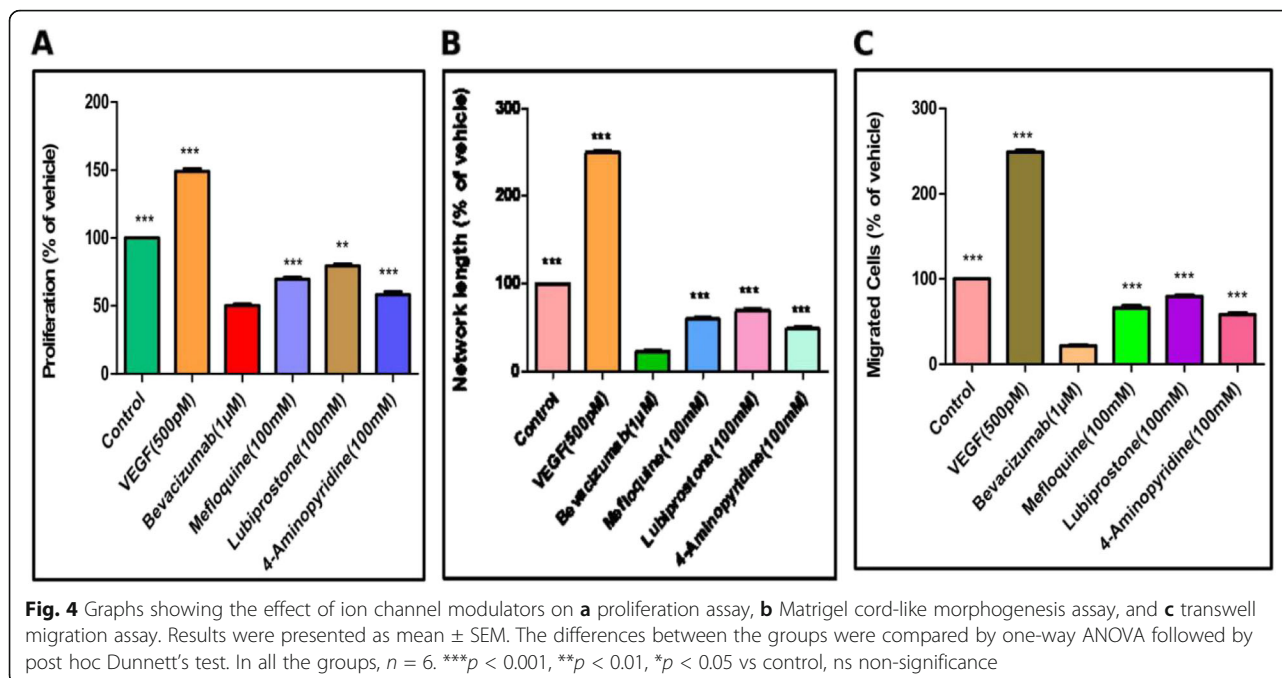 A
Proliferation (% of vehicle)
200
150
100
50
0
***
***
***
**
***
Control
VEGF(500pM)
Bevacizumab(1µM)
Mefloquine(100mM)
Lubiprostone(100mM)
4-Aminopyridine(100mM)
B
Network length (% of vehicle)
300
200
100
0
***
***
***
***
***
Control
VEGF(500pM)
Bevacizumab(1µM)
Mefloquine(100mM)
Lubiprostone(100mM)
4-Aminopyridine(100mM)
C
Migrated Cells (% of vehicle)
300
200
100
0
***
***
***
***
***
Control
VEGF(500pM)
Bevacizumab(1µM)
Mefloquine(100mM)
Lubiprostone(100mM)
4-Aminopyridine(100mM)
Fig. 4 Graphs showing the effect of ion channel modulators on a proliferation assay, b Matrigel cord-like morphogenesis assay, and c transwell
migration assay. Results were presented as mean ± SEM. The differences between the groups were compared by one-way ANOVA followed by
post hoc Dunnett's test. In all the groups, n = 6. ***p < 0.001, **p < 0.01, *p < 0.05 vs control, ns non-significance